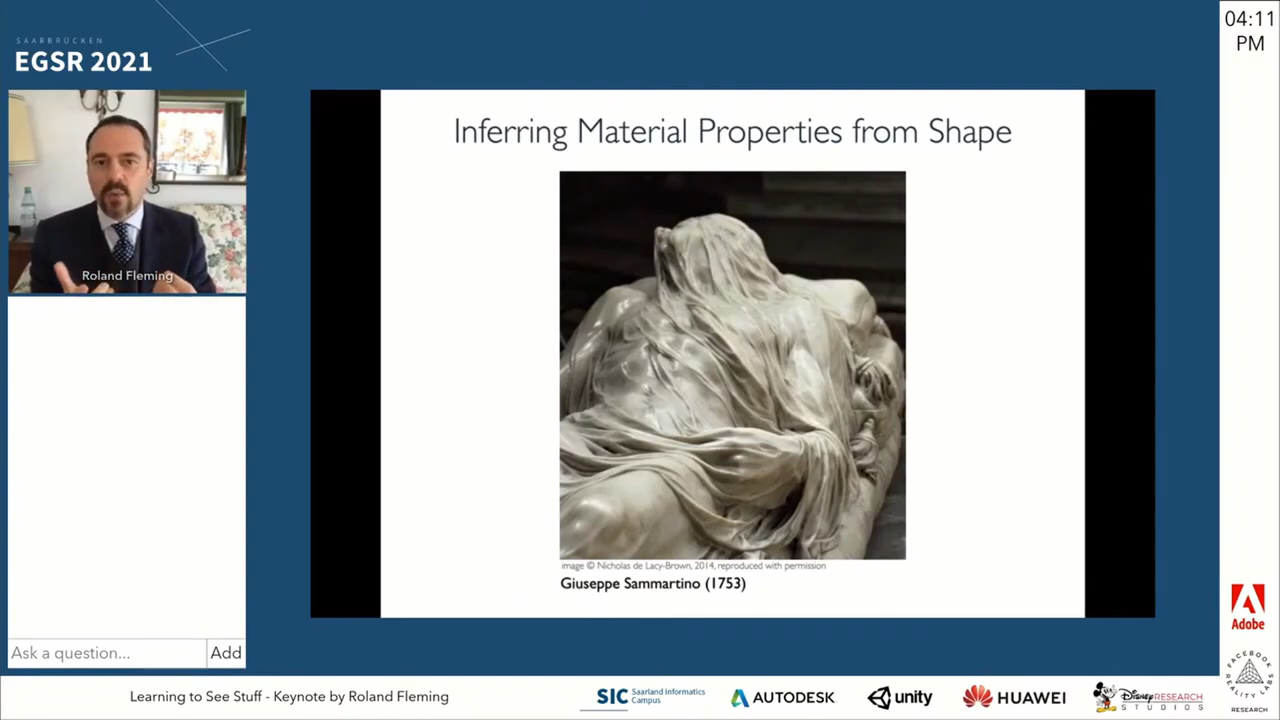 SAARBRÜCKEN
EGSR 2021
04:11
PM
Roland Fleming
Inferring Material Properties from Shape
image © Nicholas de Lacy-Brown, 2014, reproduced with permission
Giuseppe Sammartino (1753)
Ask a question...
Add
Adobe
FACEBOOK
REALITY LABS
RESEARCH
Learning to See Stuff - Keynote by Roland Fleming
SIC Saarland Informatics
Campus
AUTODESK
unity
HUAWEI
Disney RESEARCH
STUDIOS